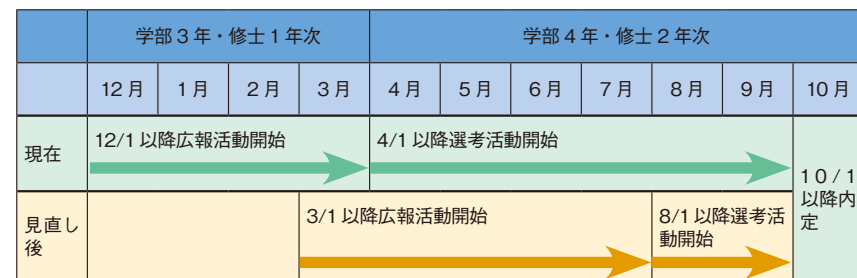 学部３年・修士１年次 学部４年・修士２年次
12月 1月 2月 3月 4月 5月 6月 7月 8月 9月 10月
現在 12/1以降広報活動開始 4/1以降選考活動開始
10/1
以降内
定
見直し
後
3/1以降広報活動開始
8/1以降選考活
動開始